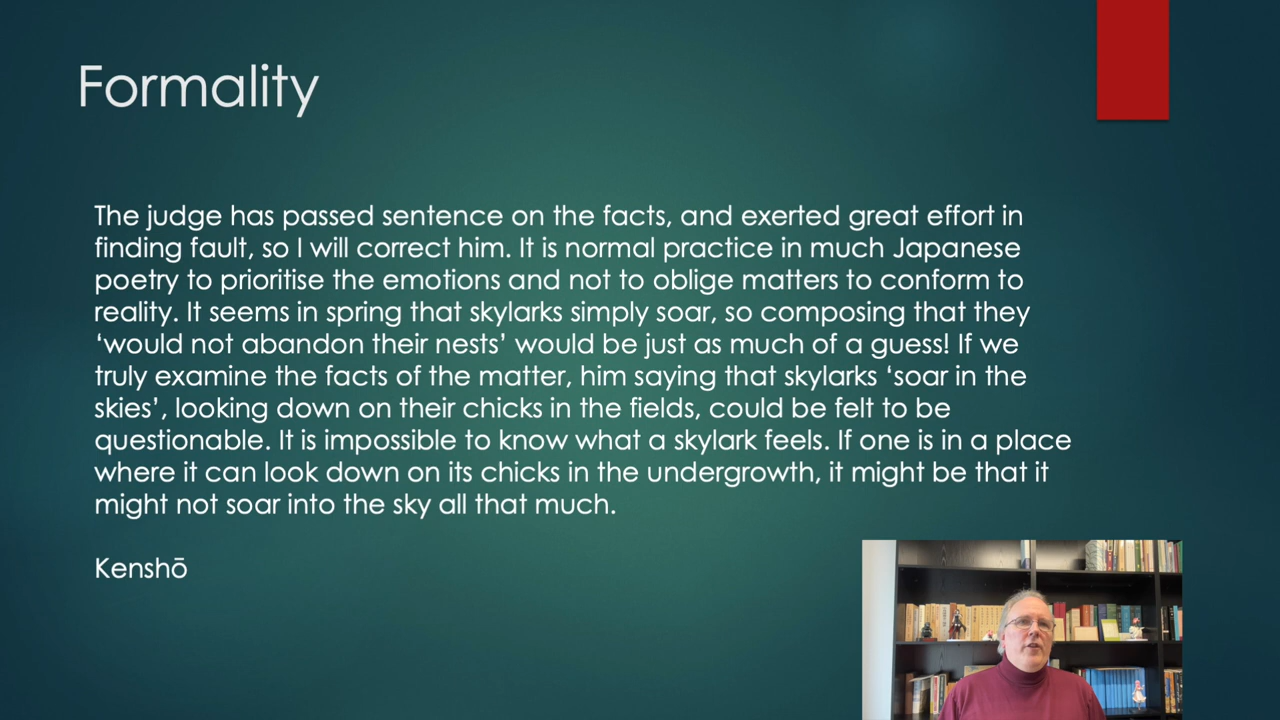 Formality
The judge has passed sentence on the facts, and exerted great effort in
finding fault, so I will correct him. It is normal practice in much Japanese
poetry to prioritise the emotions and not to oblige matters to conform to
reality. It seems in spring that skylarks simply soar, so composing that they
‘would not abandon their nests’ would be just as much of a guess! If we
truly examine the facts of the matter, him saying that skylarks ‘soar in the
skies’, looking down on their chicks in the fields, could be felt to be
questionable. It is impossible to know what a skylark feels. If one is in a place
where it can look down on its chicks in the undergrowth, it might be that it
might not soar into the sky all that much.
Kenshō